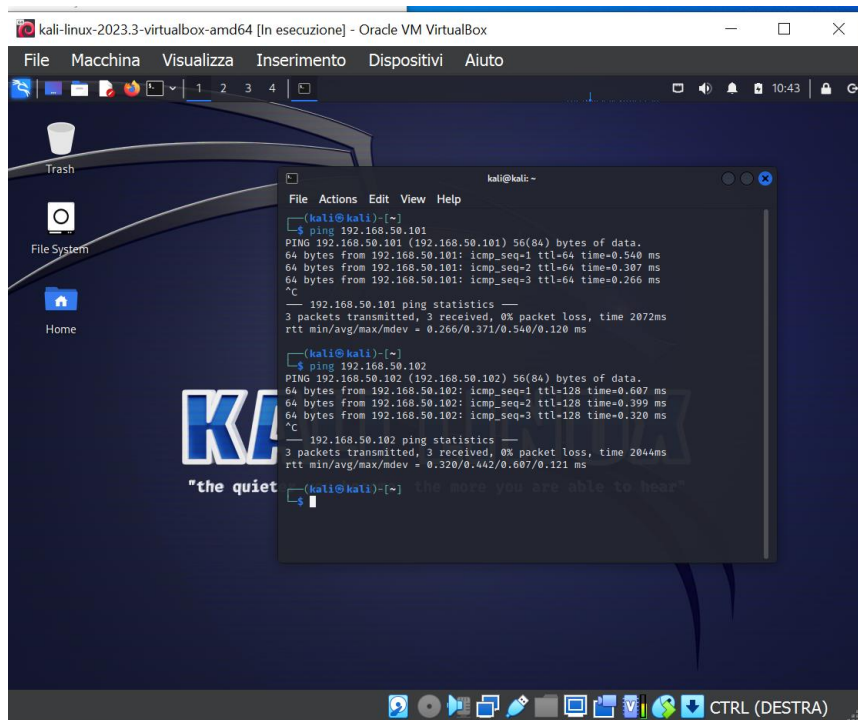 kali-linux-2023.3-virtualbox-amd64 [In esecuzione] - Oracle VM VirtualBox
File Macchina Visualizza Inserimento Dispositivi Aiuto
1 2 3 4
10:43
Trash
File System
Home
kali@kali: ~
File Actions Edit View Help
┌──(kali㉿kali)-[~]
└─$ ping 192.168.50.101
PING 192.168.50.101 (192.168.50.101) 56(84) bytes of data.
64 bytes from 192.168.50.101: icmp_seq=1 ttl=64 time=0.540 ms
64 bytes from 192.168.50.101: icmp_seq=2 ttl=64 time=0.307 ms
64 bytes from 192.168.50.101: icmp_seq=3 ttl=64 time=0.266 ms
^C
--- 192.168.50.101 ping statistics ---
3 packets transmitted, 3 received, 0% packet loss, time 2072ms
rtt min/avg/max/mdev = 0.266/0.371/0.540/0.120 ms
┌──(kali㉿kali)-[~]
└─$ ping 192.168.50.102
PING 192.168.50.102 (192.168.50.102) 56(84) bytes of data.
64 bytes from 192.168.50.102: icmp_seq=1 ttl=128 time=0.607 ms
64 bytes from 192.168.50.102: icmp_seq=2 ttl=128 time=0.399 ms
64 bytes from 192.168.50.102: icmp_seq=3 ttl=128 time=0.320 ms
^C
--- 192.168.50.102 ping statistics ---
3 packets transmitted, 3 received, 0% packet loss, time 2044ms
rtt min/avg/max/mdev = 0.320/0.442/0.607/0.121 ms
┌──(kali㉿kali)-[~]
└─$
"the quiet the more you are able to hear"
CTRL (DESTRA)